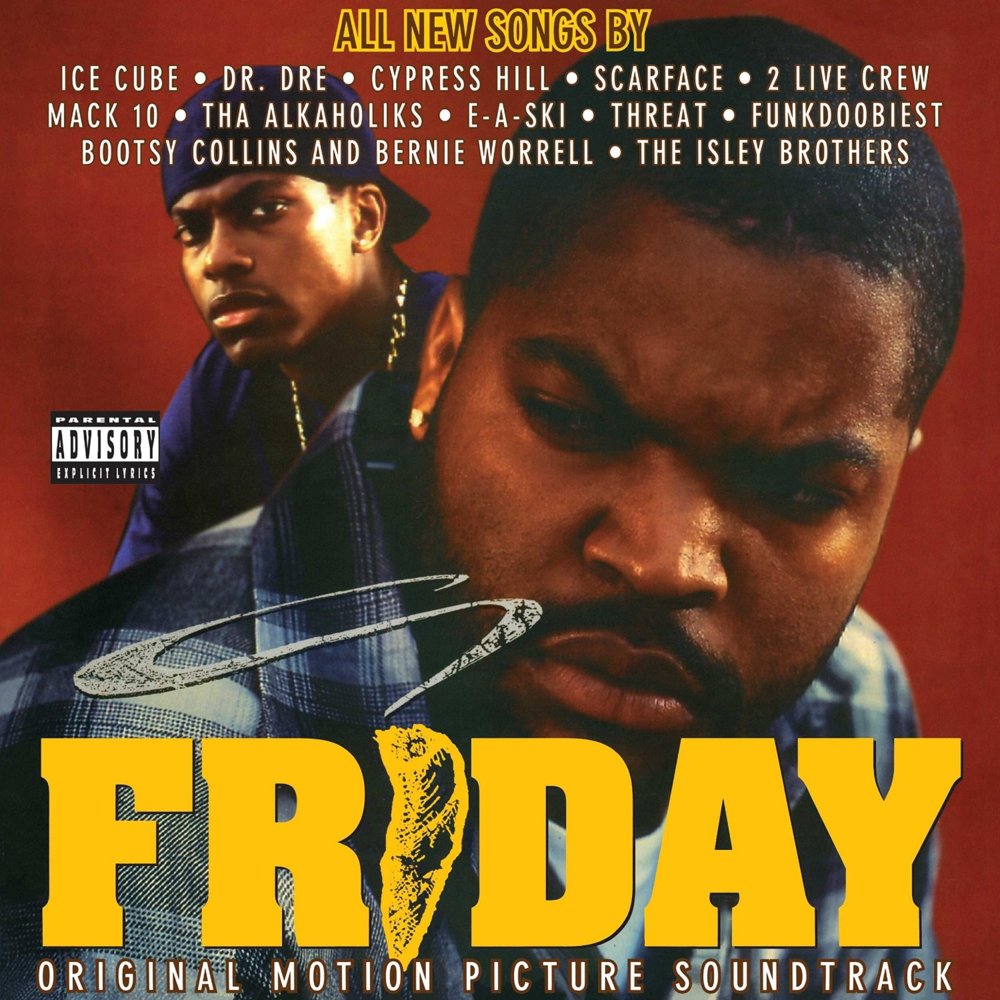 ALL NEW SONGS BY
ICE CUBE • DR. DRE • CYPRESS HILL • SCARFACE • 2 LIVE CREW
MACK 10 • THA ALKAHOLIKS • E-A-SKI • THREAT • FUNKDOOBIEST
BOOTSY COLLINS AND BERNIE WORRELL • THE ISLEY BROTHERS
PARENTAL
ADVISORY
EXPLICIT LYRICS
FRIDAY
ORIGINAL MOTION PICTURE SOUNDTRACK